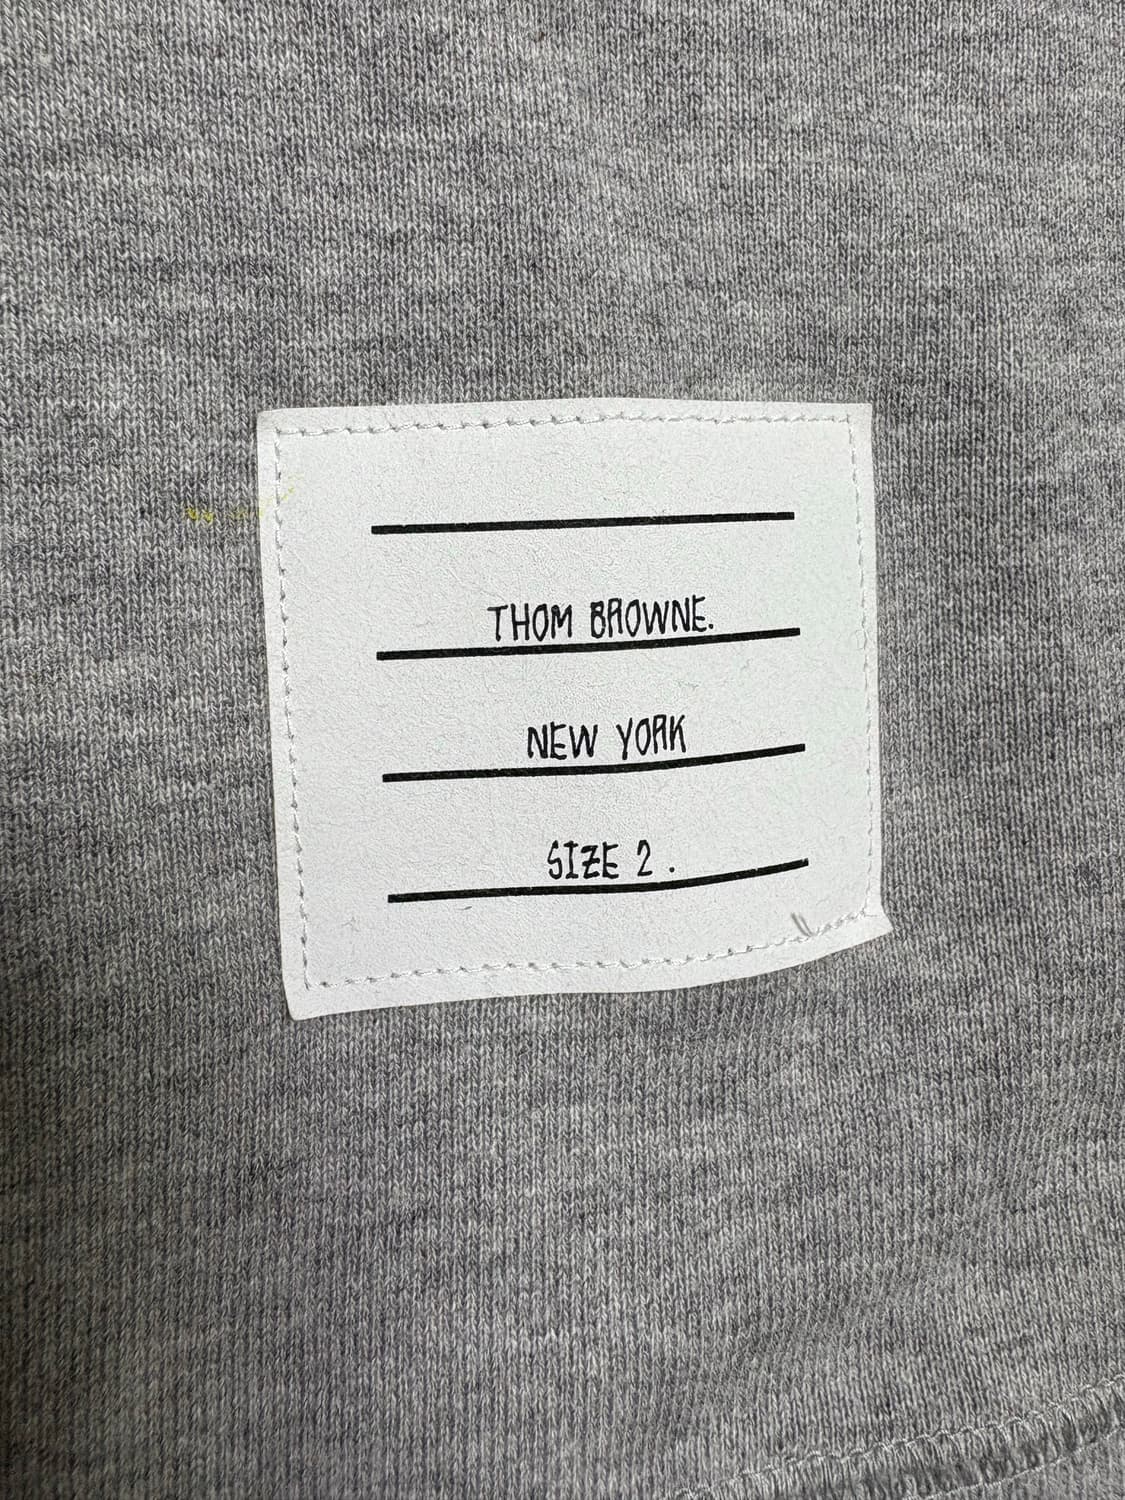 THOM BROWNE.
NEW YORK
SIZE 2 .